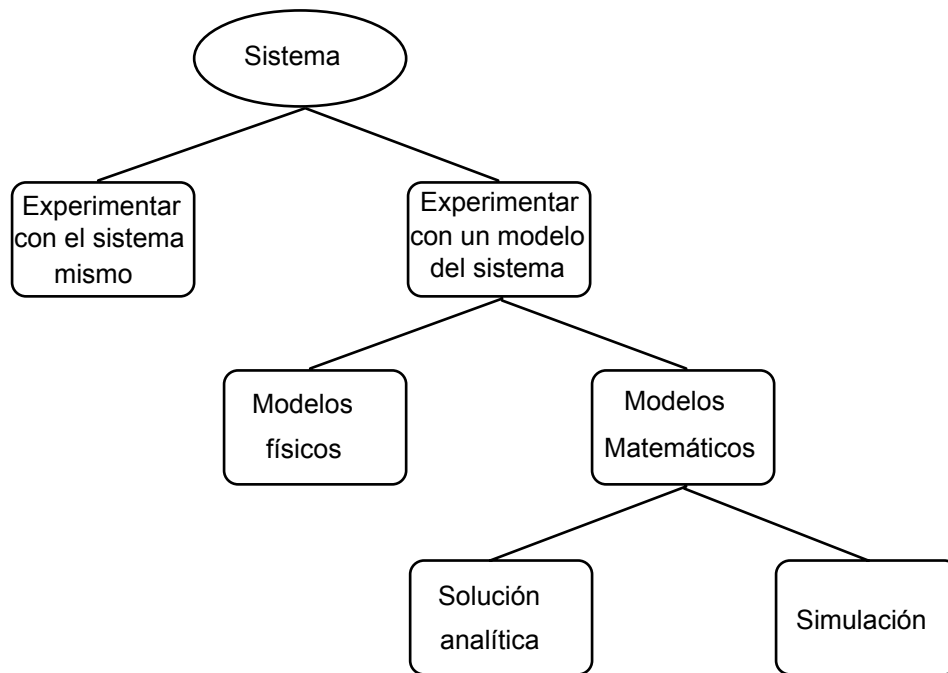 Sistema
Experimentar
con el sistema
mismo
Experimentar
con un modelo
del sistema
Modelos
físicos
Modelos
Matemáticos
Solución
analítica
Simulación